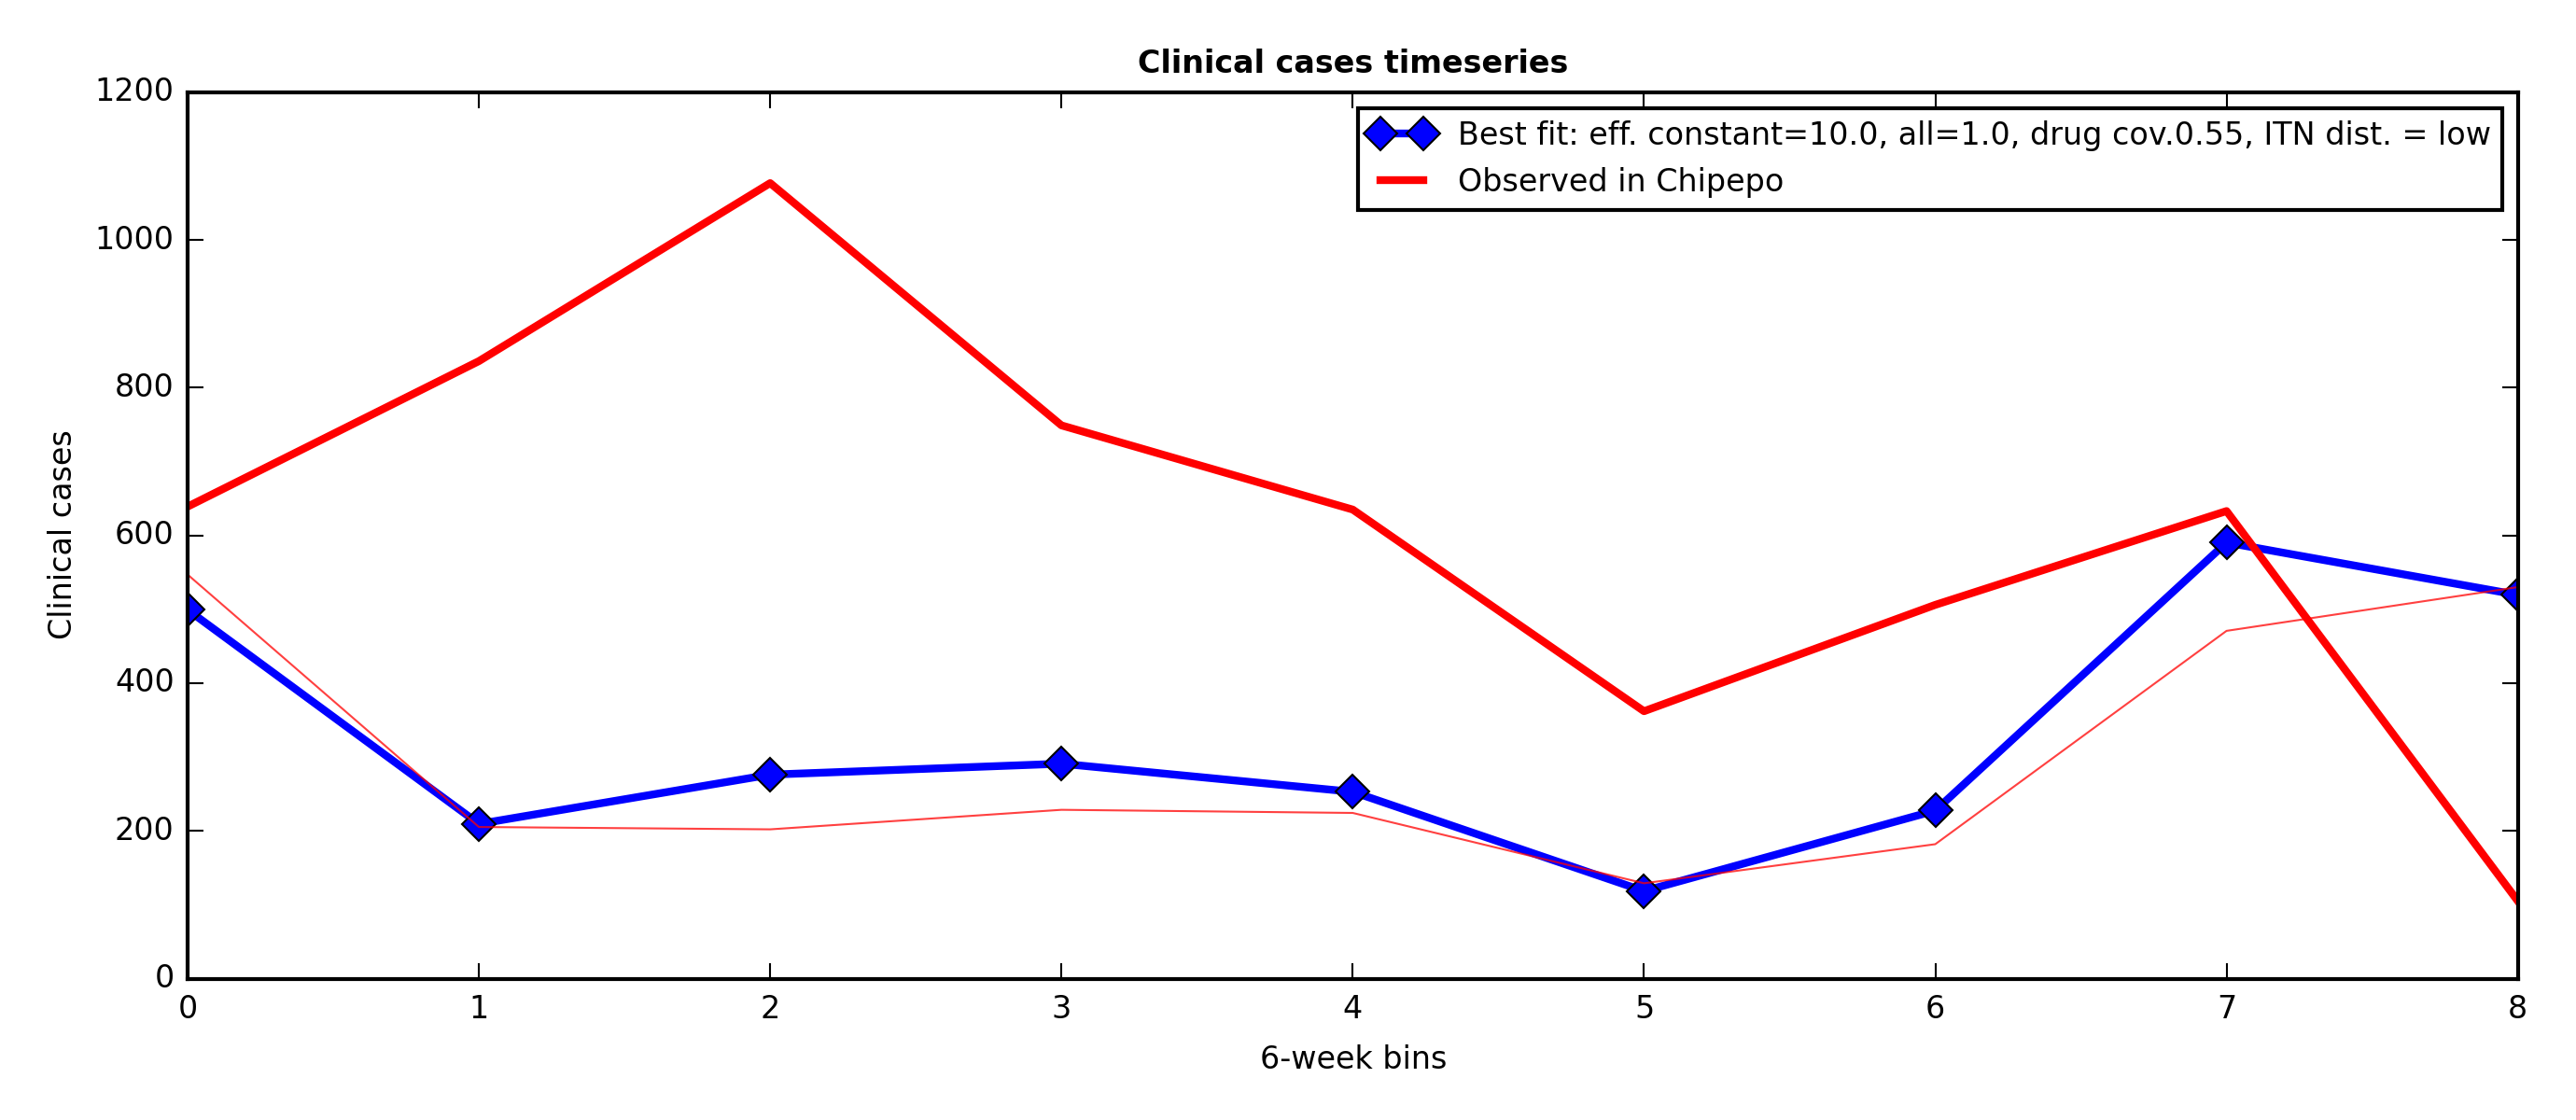 Clinical cases timeseries
1200
1000
800
600
400
200
0
Clinical cases
Best fit: eff. constant=10.0, all=1.0, drug cov.0.55, ITN dist. = low
Observed in Chipepo
0 1 2 3 4 5 6 7 8
6-week bins